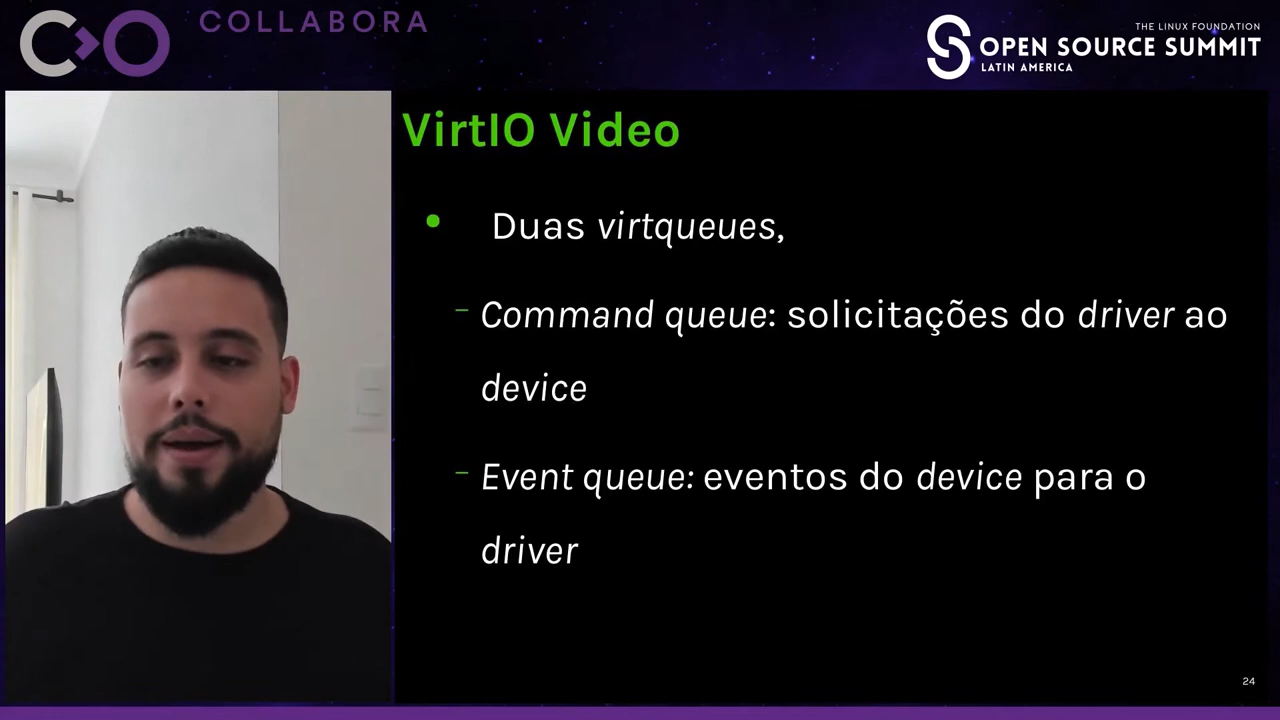 COLLABORA
THE LINUX FOUNDATION
OPEN SOURCE SUMMIT
LATIN AMERICA
VirtIO Video
Duas virtqueues,
Command queue: solicitações do driver ao
device
Event queue: eventos do device para o
driver
24